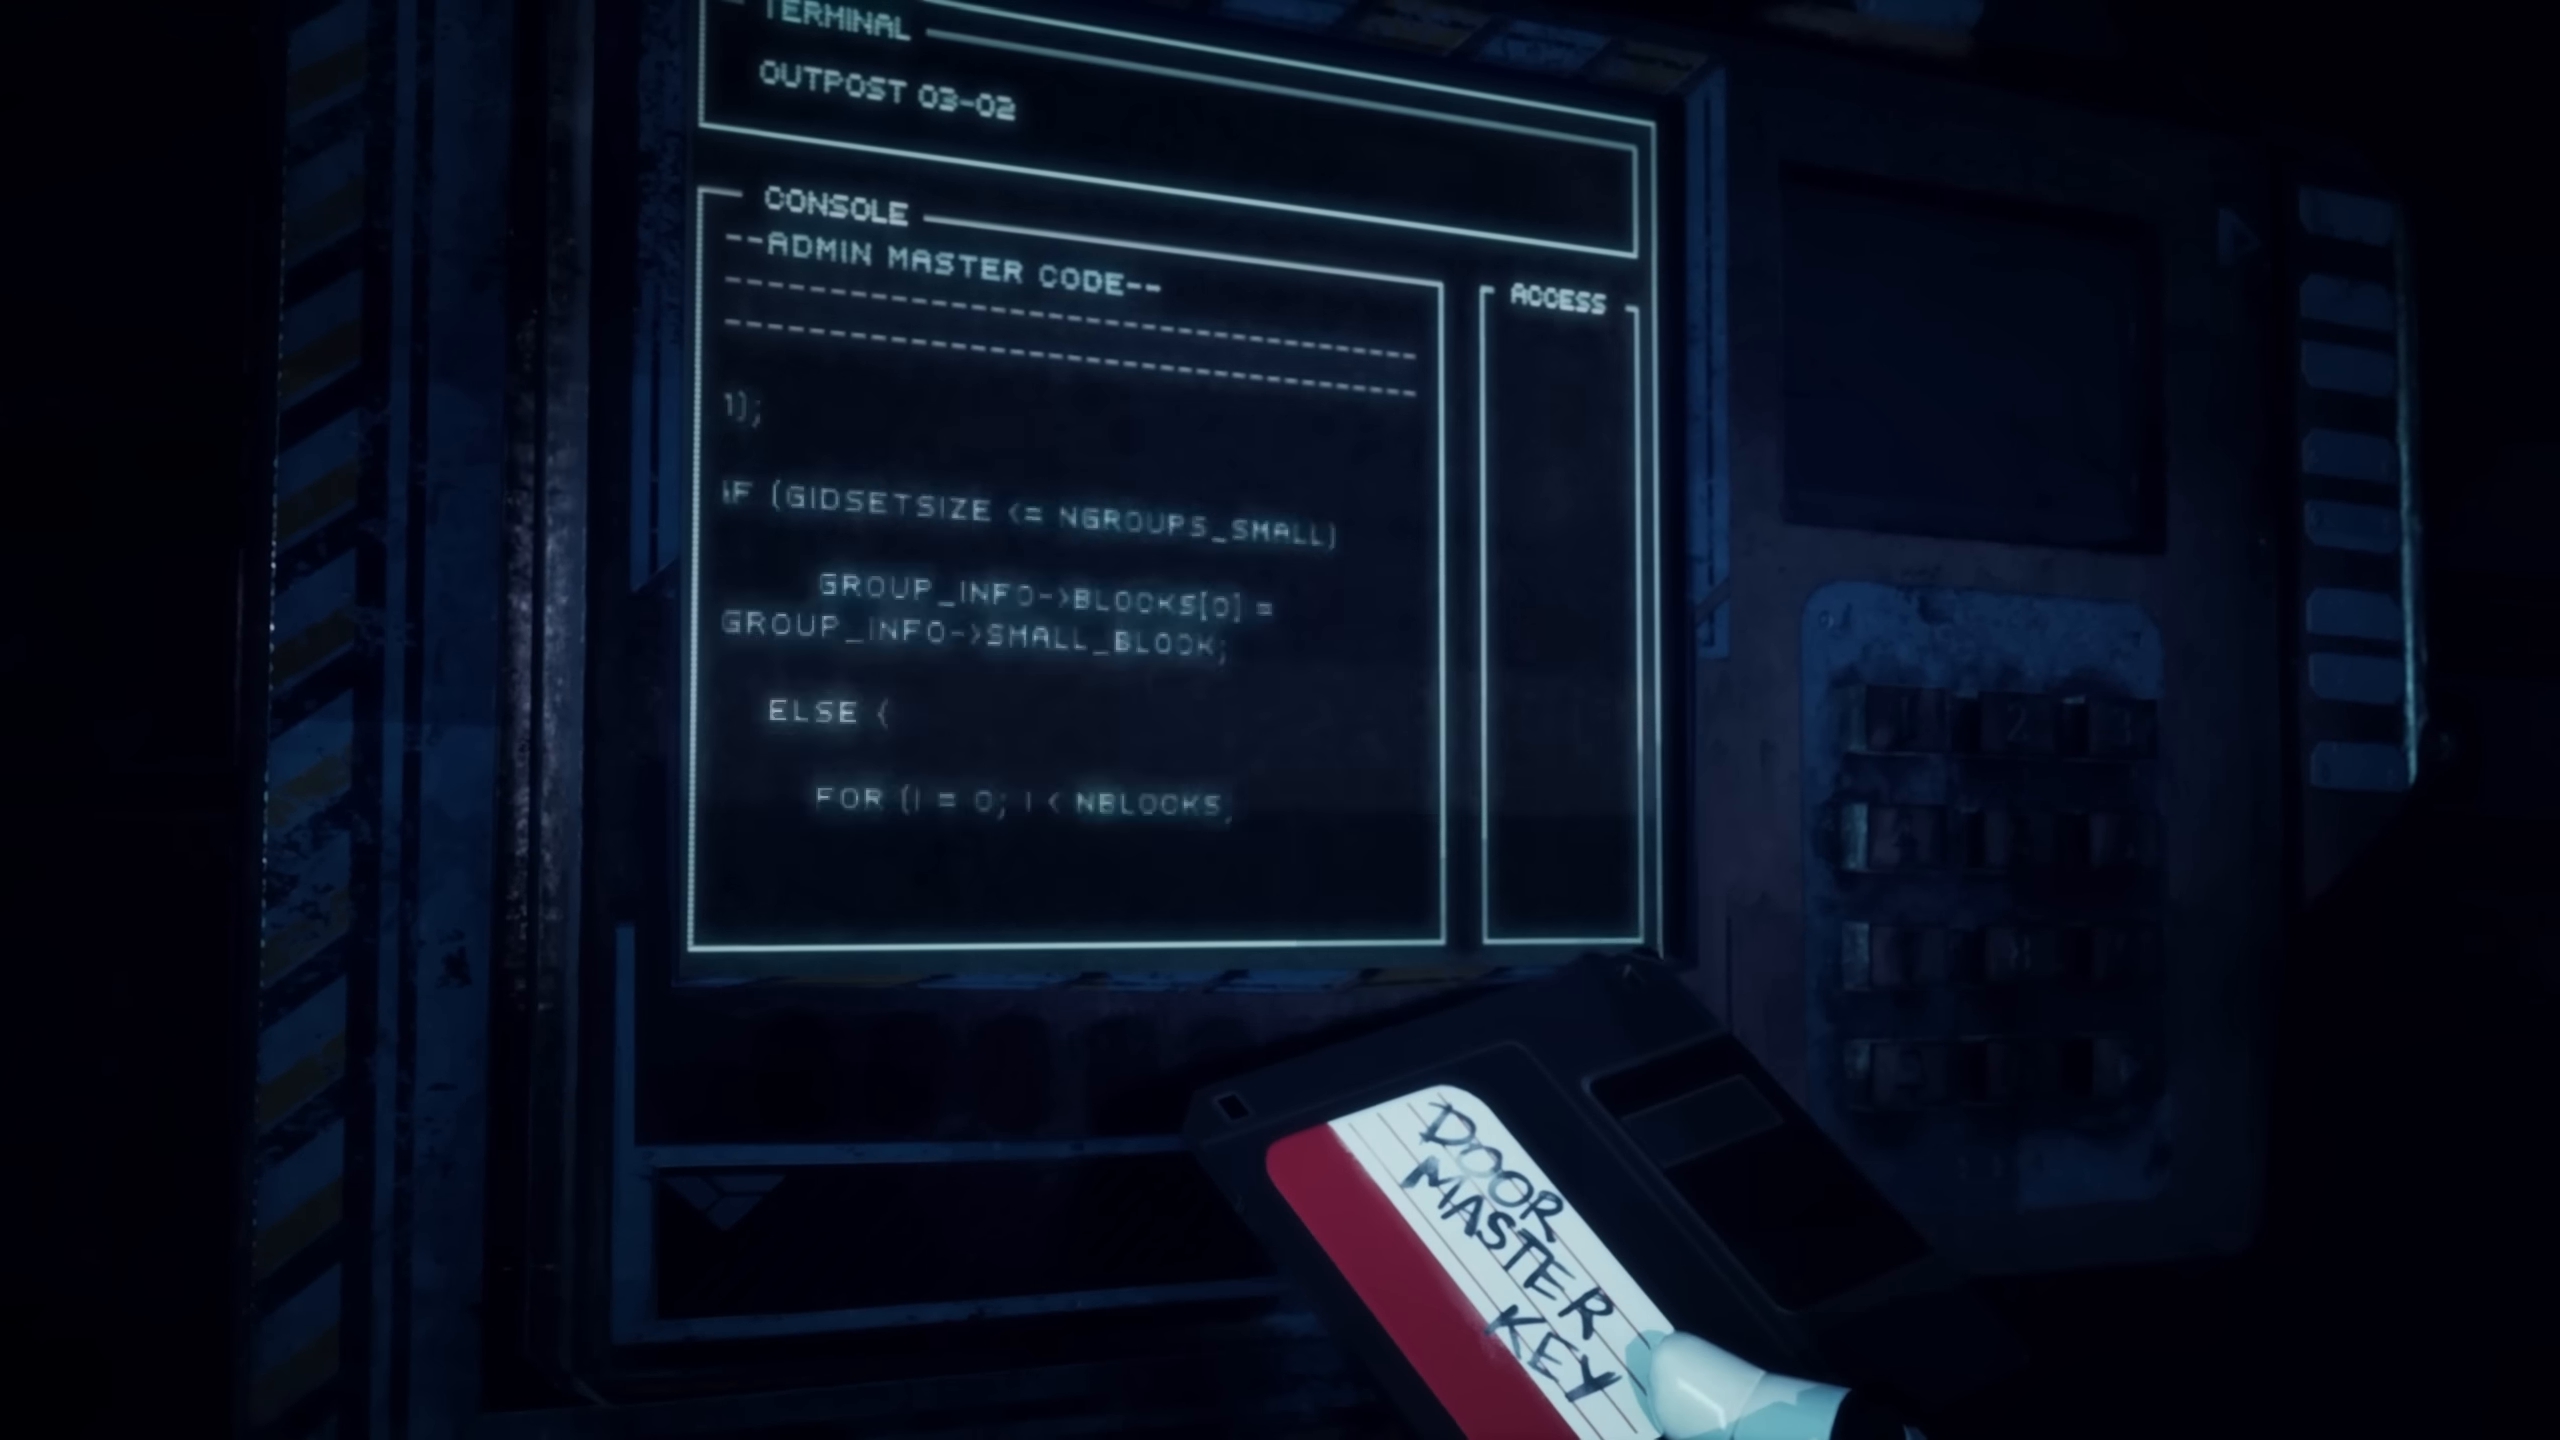 TERMINAL
OUTPOST 03-02
CONSOLE
--ADMIN MASTER CODE--
ACCESS
----------------------------------------
----------------------------------------
1);
IF (GIDSETSIZE <= NGROUPS_SMALL)
GROUP_INFO->BLOCKS[0] =
GROUP_INFO->SMALL_BLOCK;
ELSE {
FOR (I = 0; I < NBLOCKS;
2
DOOR
MASTER
KEY